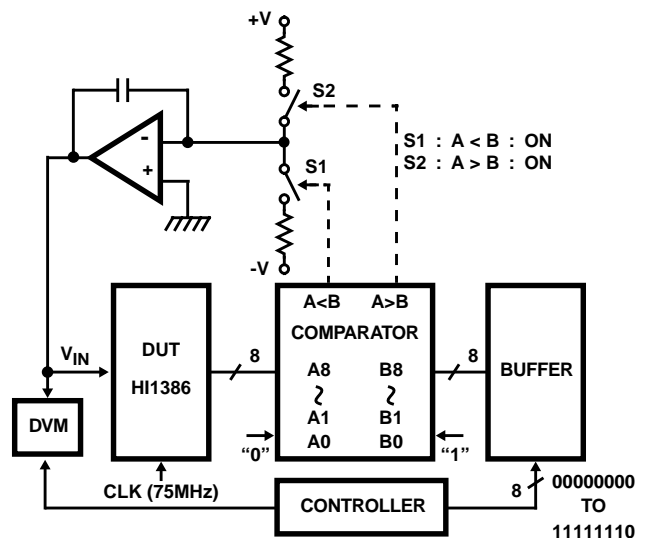 +V
S2
-
+
S1
S1 : A < B : ON
S2 : A > B : ON
-V
A<B A>B
COMPARATOR
VIN
DUT
HI1386
8
A8 B8
8
BUFFER
DVM
A1 B1
A0 B0
“0”
“1”
CLK (75MHz)
CONTROLLER
8
00000000
TO
11111110